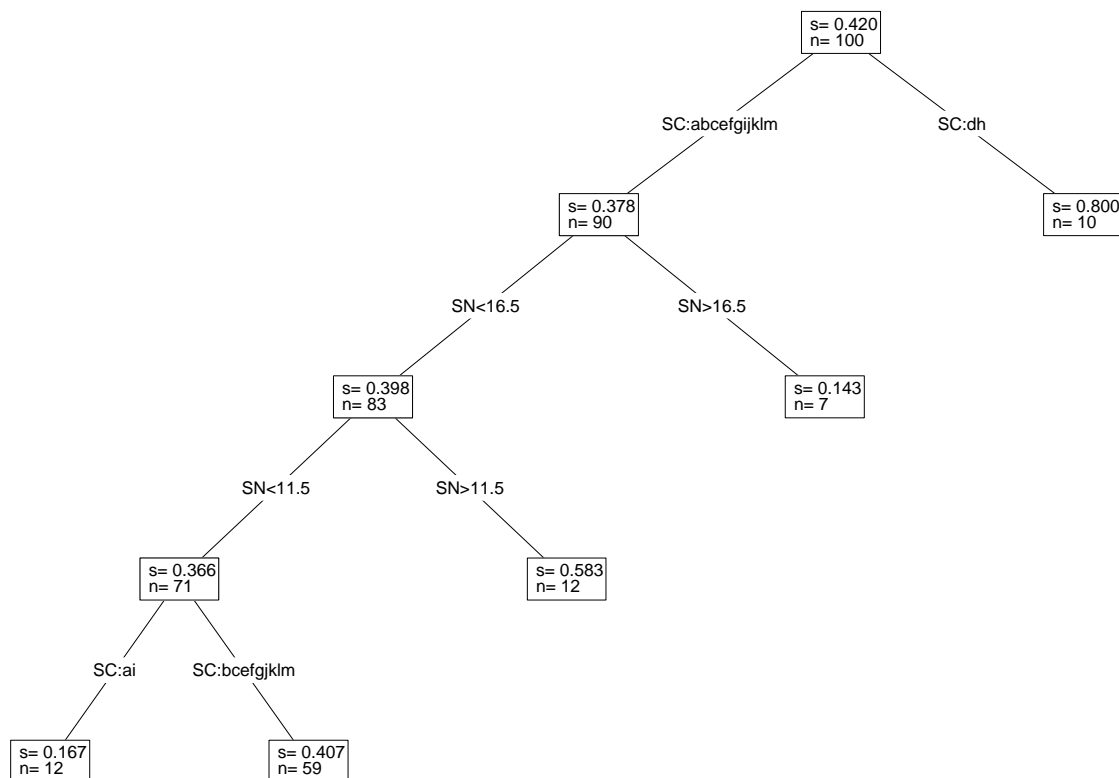 s= 0.420
n= 100
SC:abcefgijklm
SC:dh
s= 0.378
n= 90
s= 0.800
n= 10
SN<16.5
SN>16.5
s= 0.398
n= 83
s= 0.143
n= 7
SN<11.5
SN>11.5
s= 0.366
n= 71
s= 0.583
n= 12
SC:ai
SC:bcefgjklm
s= 0.167
n= 12
s= 0.407
n= 59